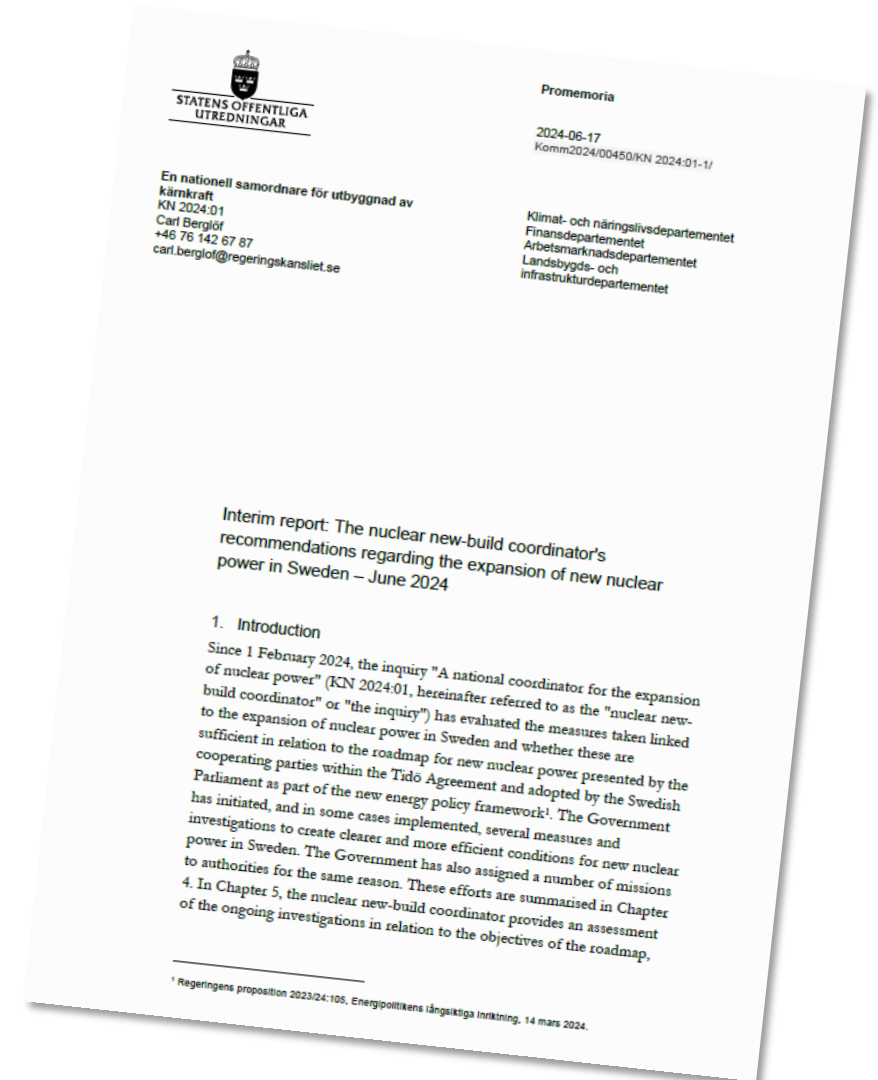 STATENS OFFENTLIGA
UTREDNINGAR
Promemoria
2024-06-17
Komm2024/00450/KN 2024:01-1/
En nationell samordnare för utbyggnad av
kärnkraft
KN 2024:01
Carl Berglöf
+46 76 142 67 87
carl.berglof@regeringskansliet.se
Klimat- och näringslivsdepartementet
Finansdepartementet
Arbetsmarknadsdepartementet
Landsbygds- och
infrastrukturdepartementet
Interim report: The nuclear new-build coordinator's
recommendations regarding the expansion of new nuclear
power in Sweden – June 2024
1. Introduction
Since 1 February 2024, the inquiry "A national coordinator for the expansion
of nuclear power" (KN 2024:01, hereinafter referred to as the "nuclear new-
build coordinator" or "the inquiry") has evaluated the measures taken linked
to the expansion of nuclear power in Sweden and whether these are
sufficient in relation to the roadmap for new nuclear power presented by the
cooperating parties within the Tidö Agreement and adopted by the Swedish
Parliament as part of the new energy policy framework¹. The Government
has initiated, and in some cases implemented, several measures and
investigations to create clearer and more efficient conditions for new nuclear
power in Sweden. The Government has also assigned a number of missions
to authorities for the same reason. These efforts are summarised in Chapter
4. In Chapter 5, the nuclear new-build coordinator provides an assessment
of the ongoing investigations in relation to the objectives of the roadmap,
¹ Regeringens proposition 2023/24:105, Energipolitikens långsiktiga inriktning, 14 mars 2024.